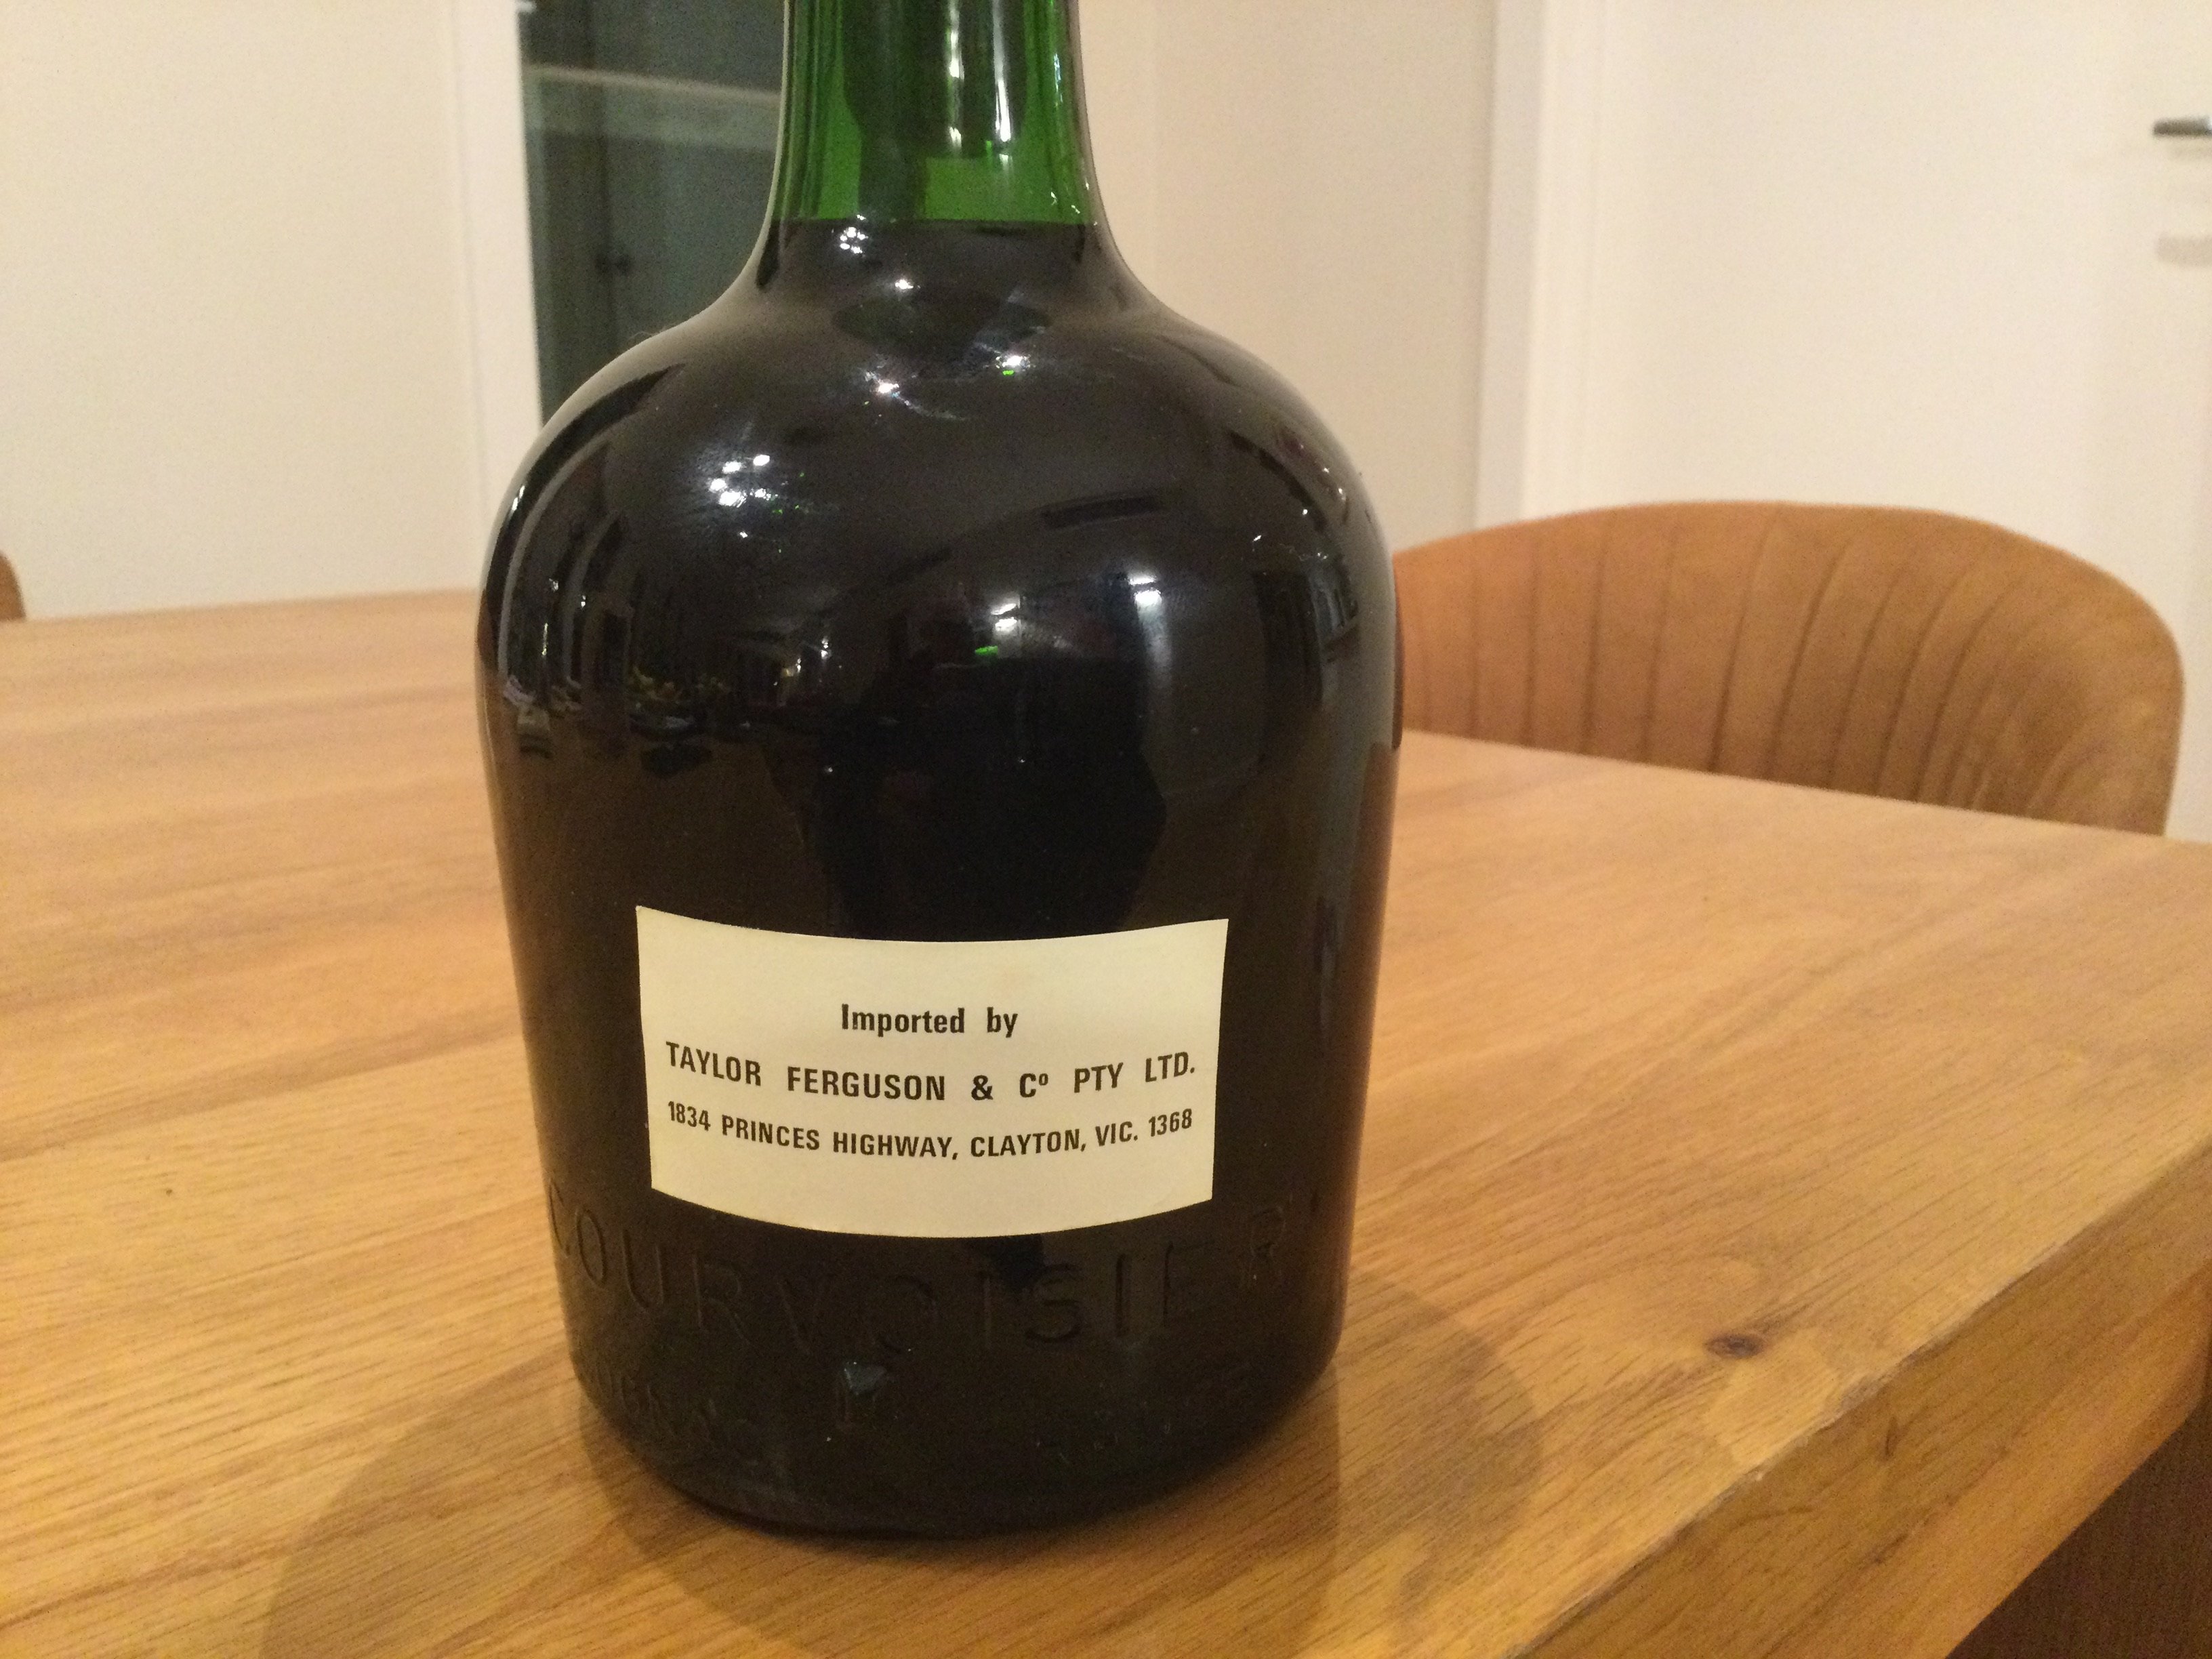 Imported by
TAYLOR FERGUSON & Cº PTY LTD.
1834 PRINCES HIGHWAY, CLAYTON, VIC. 1368
COURVOISIER